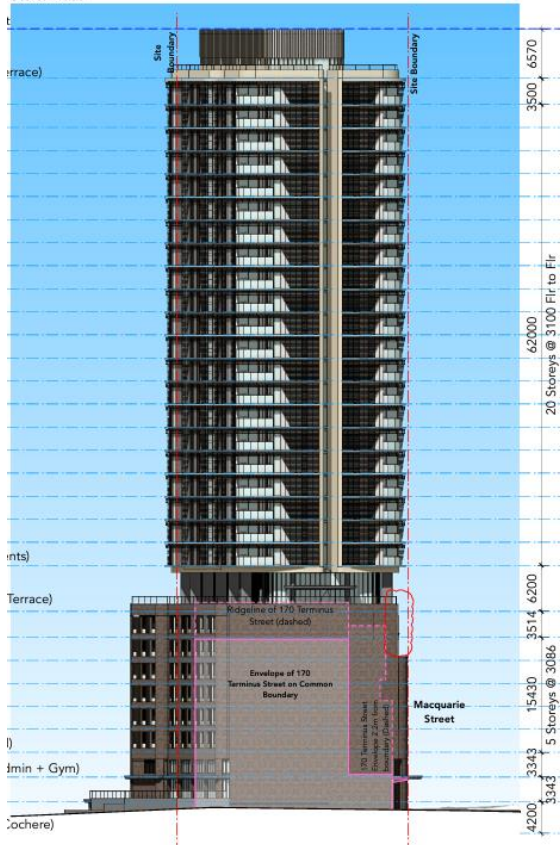 Site
Boundary
Site Boundary
errace)
6570
3500
62000
20 Storeys @ 3100 Flr to Flr
ents)
Terrace)
6200
3514
Ridgeline of 170 Terminus
Street (dashed)
Envelope of 170
Terminus Street on Common
Boundary
170 Terminus Street
Envelope 2.2m from
boundary (Dashed)
Macquarie
Street
15430
5 Storeys @ 3086
dmin + Gym)
3343
3343
4200
Cochere)